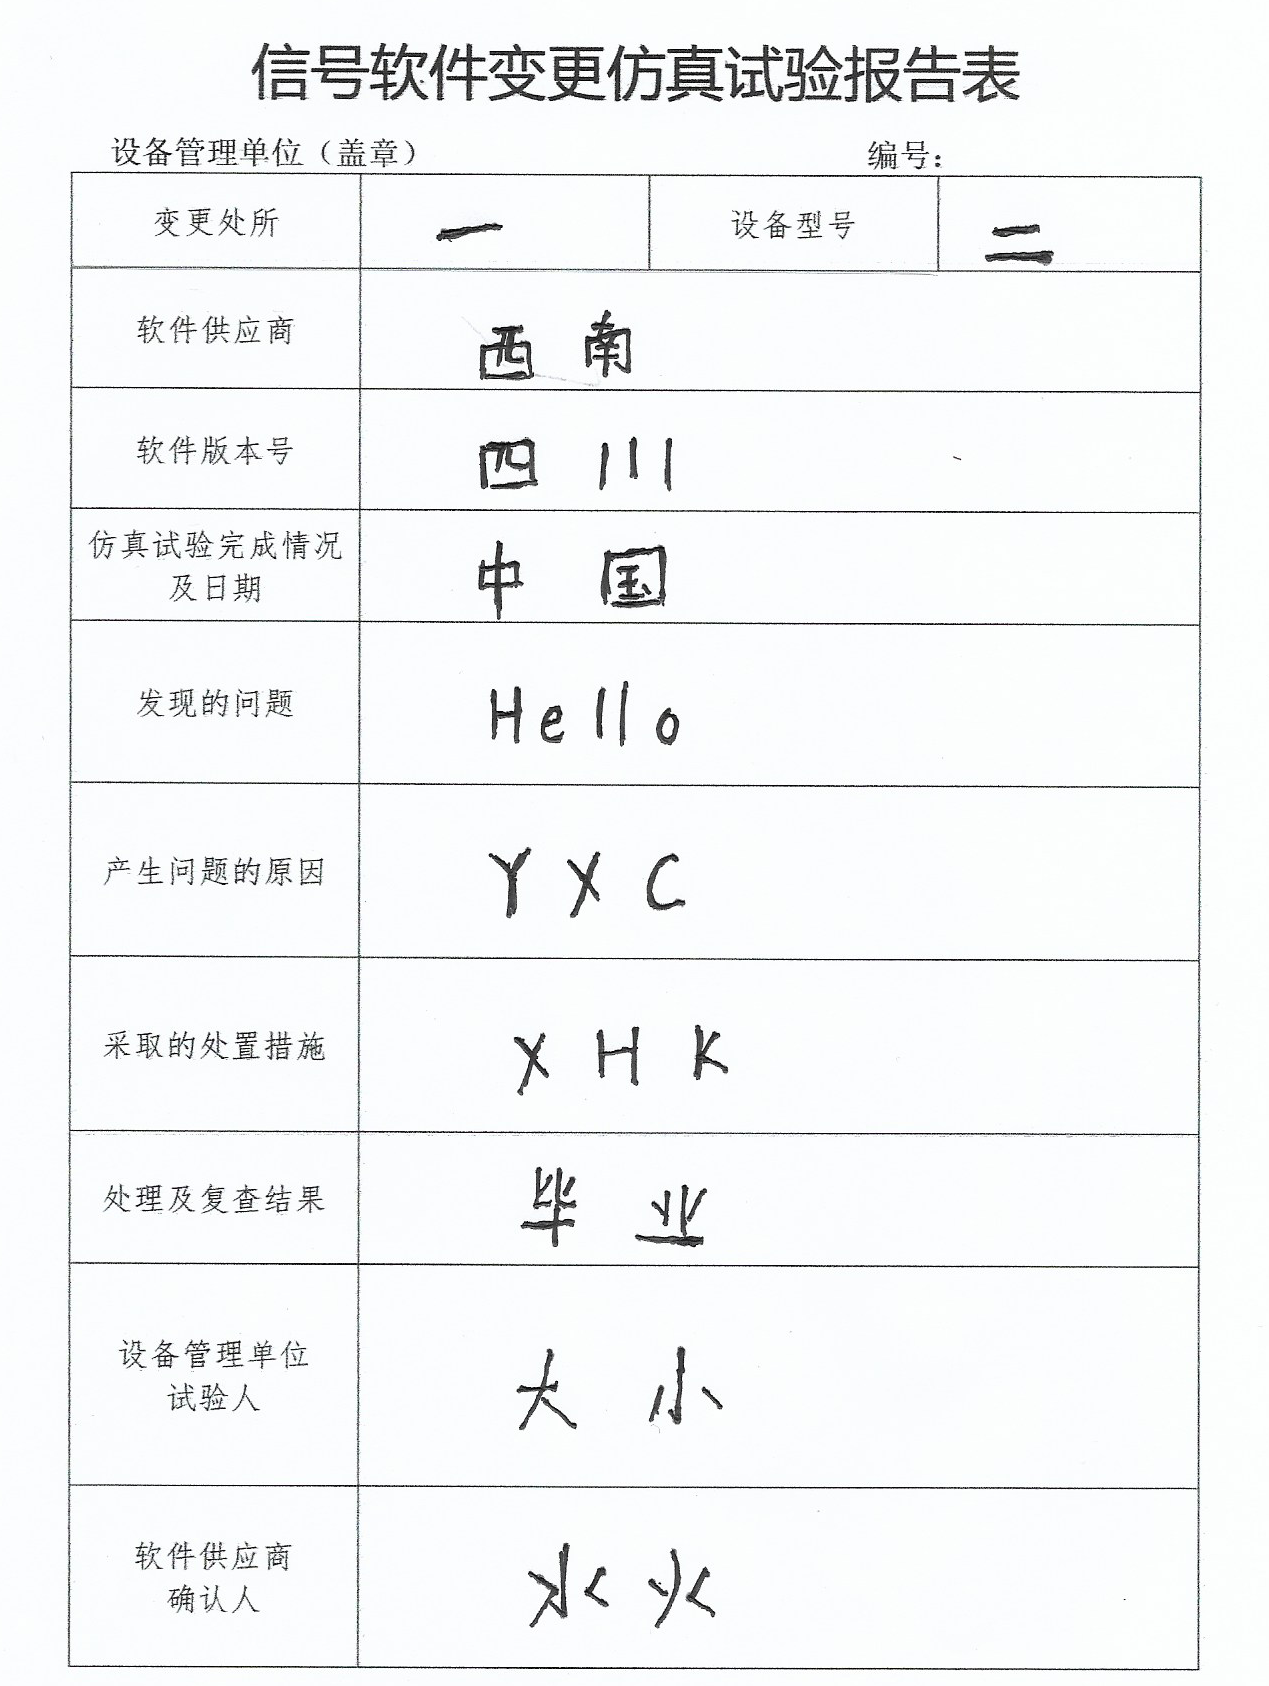 信号软件变更仿真试验报告表
设备管理单位（盖章） 编号：
变更处所 一 设备型号 二
软件供应商 西南
软件版本号 四川
仿真试验完成情况
及日期 中国
发现的问题 Hello
产生问题的原因 YXC
采取的处置措施 XHK
处理及复查结果 毕业
设备管理单位
试验人 大小
软件供应商
确认人 水火